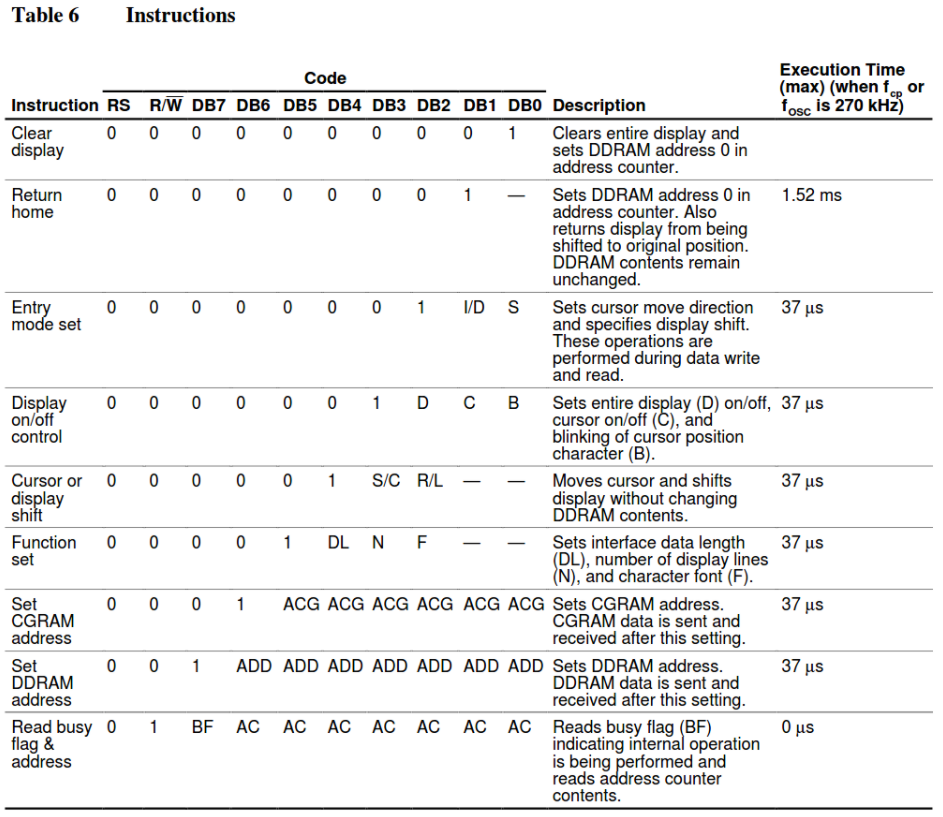 Table 6 Instructions
Execution Time
Code (max) (when fcp or
Instruction RS R/W̅ DB7 DB6 DB5 DB4 DB3 DB2 DB1 DB0 Description fOSC is 270 kHz)
Clear 0 0 0 0 0 0 0 0 0 1 Clears entire display and
display sets DDRAM address 0 in
address counter.
Return 0 0 0 0 0 0 0 0 1 — Sets DDRAM address 0 in 1.52 ms
home address counter. Also
returns display from being
shifted to original position.
DDRAM contents remain
unchanged.
Entry 0 0 0 0 0 0 0 1 I/D S Sets cursor move direction 37 µs
mode set and specifies display shift.
These operations are
performed during data write
and read.
Display 0 0 0 0 0 0 1 D C B Sets entire display (D) on/off, 37 µs
on/off cursor on/off (C), and
control blinking of cursor position
character (B).
Cursor or 0 0 0 0 0 1 S/C R/L — — Moves cursor and shifts 37 µs
display display without changing
shift DDRAM contents.
Function 0 0 0 0 1 DL N F — — Sets interface data length 37 µs
set (DL), number of display lines
(N), and character font (F).
Set 0 0 0 1 ACG ACG ACG ACG ACG ACG Sets CGRAM address. 37 µs
CGRAM CGRAM data is sent and
address received after this setting.
Set 0 0 1 ADD ADD ADD ADD ADD ADD ADD Sets DDRAM address. 37 µs
DDRAM DDRAM data is sent and
address received after this setting.
Read busy 0 1 BF AC AC AC AC AC AC AC Reads busy flag (BF) 0 µs
flag & indicating internal operation
address is being performed and
reads address counter
contents.